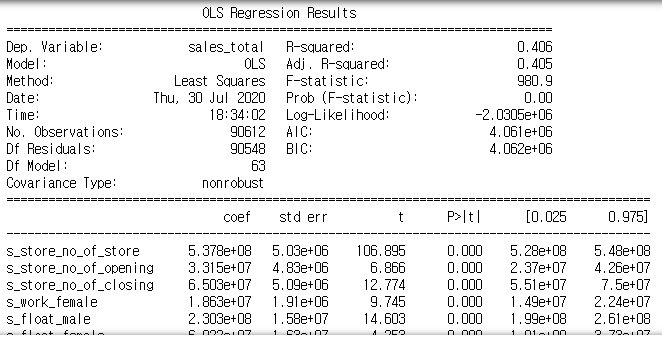 OLS Regression Results
Dep. Variable: sales_total R-squared: 0.406
Model: OLS Adj. R-squared: 0.405
Method: Least Squares F-statistic: 980.9
Date: Thu, 30 Jul 2020 Prob (F-statistic): 0.00
Time: 18:34:02 Log-Likelihood: -2.0305e+06
No. Observations: 90612 AIC: 4.061e+06
Df Residuals: 90548 BIC: 4.062e+06
Df Model: 63
Covariance Type: nonrobust
coef std err t P>|t| [0.025 0.975]
s_store_no_of_store 5.378e+08 5.03e+06 106.895 0.000 5.28e+08 5.48e+08
s_store_no_of_opening 3.315e+07 4.83e+06 6.866 0.000 2.37e+07 4.26e+07
s_store_no_of_closing 6.503e+07 5.09e+06 12.774 0.000 5.51e+07 7.5e+07
s_work_female 1.863e+07 1.91e+06 9.745 0.000 1.49e+07 2.24e+07
s_float_male 2.303e+08 1.58e+07 14.603 0.000 1.99e+08 2.61e+08
s_float_female